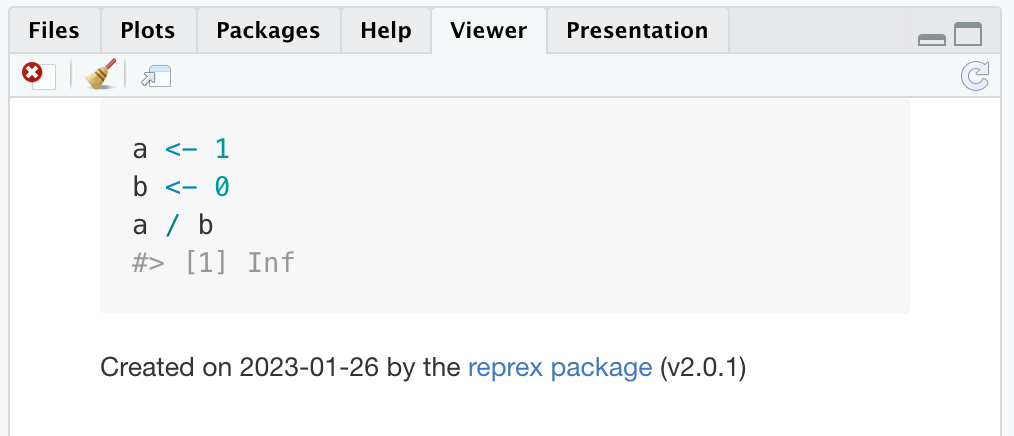 Files Plots Packages Help Viewer Presentation
a <- 1
b <- 0
a / b
#> [1] Inf
Created on 2023-01-26 by the reprex package (v2.0.1)